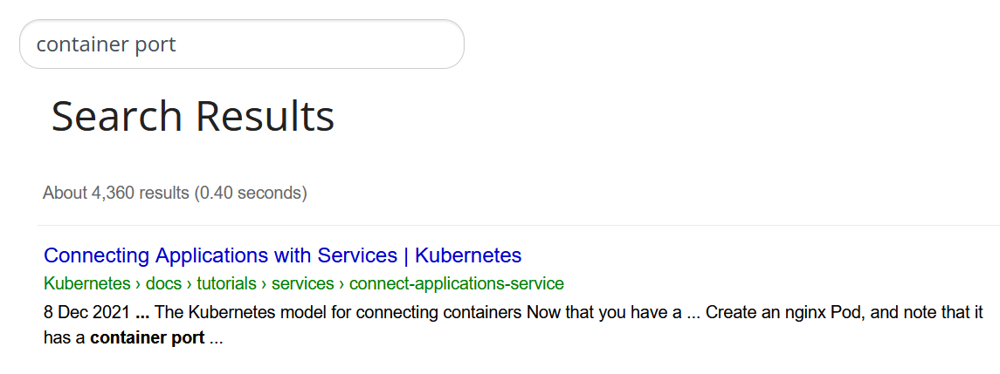 container port
Search Results
About 4,360 results (0.40 seconds)
Connecting Applications with Services | Kubernetes
Kubernetes › docs › tutorials › services › connect-applications-service
8 Dec 2021 ... The Kubernetes model for connecting containers Now that you have a ... Create an nginx Pod, and note that it
has a container port ...